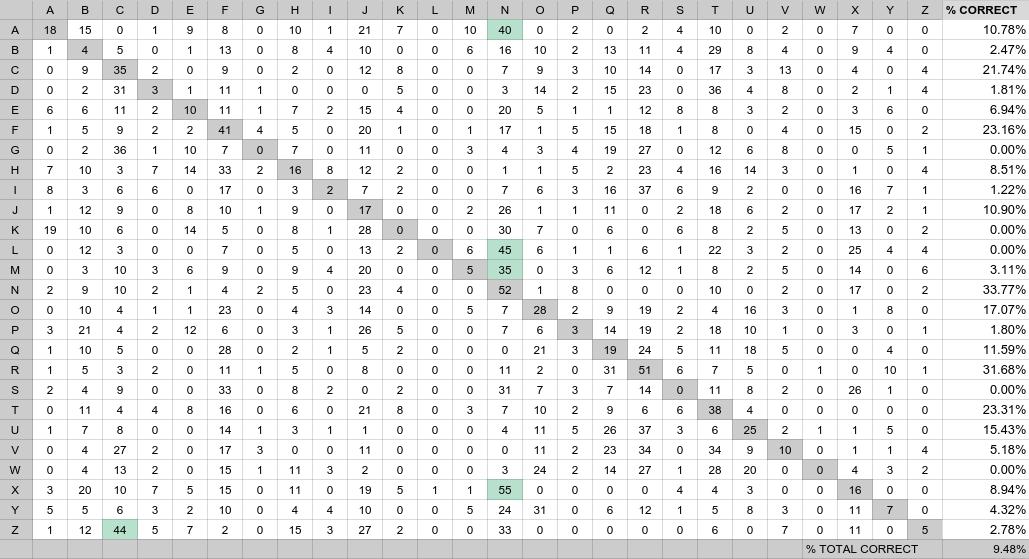 A B C D E F G H I J K L M N O P Q R S T U V W X Y Z % CORRECT
A 18 15 0 1 9 8 0 10 1 21 7 0 10 40 0 2 0 2 4 10 0 2 0 7 0 0 10.78%
B 1 4 5 0 1 13 0 8 4 10 0 0 6 16 10 2 13 11 4 29 8 4 0 9 4 0 2.47%
C 0 9 35 2 0 9 0 2 0 12 8 0 0 7 9 3 10 14 0 17 3 13 0 4 0 4 21.74%
D 0 2 31 3 1 11 1 0 0 0 5 0 0 3 14 2 15 23 0 36 4 8 0 2 1 4 1.81%
E 6 6 11 2 10 11 1 7 2 15 4 0 0 20 5 1 1 12 8 8 3 2 0 3 6 0 6.94%
F 1 5 9 2 2 41 4 5 0 20 1 0 1 17 1 5 15 18 1 8 0 4 0 15 0 2 23.16%
G 0 2 36 1 10 7 0 7 0 11 0 0 3 4 3 4 19 27 0 12 6 8 0 0 5 1 0.00%
H 7 10 3 7 14 33 2 16 8 12 2 0 0 1 1 5 2 23 4 16 14 3 0 1 0 4 8.51%
I 8 3 6 6 0 17 0 3 2 7 2 0 0 7 6 3 16 37 6 9 2 0 0 16 7 1 1.22%
J 1 12 9 0 8 10 1 9 0 17 0 0 2 26 1 1 11 0 2 18 6 2 0 17 2 1 10.90%
K 19 10 6 0 14 5 0 8 1 28 0 0 0 30 7 0 6 0 6 8 2 5 0 13 0 2 0.00%
L 0 12 3 0 0 7 0 5 0 13 2 0 6 45 6 1 1 6 1 22 3 2 0 25 4 4 0.00%
M 0 3 10 3 6 9 0 9 4 20 0 0 5 35 0 3 6 12 1 8 2 5 0 14 0 6 3.11%
N 2 9 10 2 1 4 2 5 0 23 4 0 0 52 1 8 0 0 0 10 0 2 0 17 0 2 33.77%
O 0 10 4 1 1 23 0 4 3 14 0 0 5 7 28 2 9 19 2 4 16 3 0 1 8 0 17.07%
P 3 21 4 2 12 6 0 3 1 26 5 0 0 7 6 3 14 19 2 18 10 1 0 3 0 1 1.80%
Q 1 10 5 0 0 28 0 2 1 5 2 0 0 0 21 3 19 24 5 11 18 5 0 0 4 0 11.59%
R 1 5 3 2 0 11 1 5 0 8 0 0 0 11 2 0 31 51 6 7 5 0 1 0 10 1 31.68%
S 2 4 9 0 0 33 0 8 2 0 2 0 0 31 7 3 7 14 0 11 8 2 0 26 1 0 0.00%
T 0 11 4 4 8 16 0 6 0 21 8 0 3 7 10 2 9 6 6 38 4 0 0 0 0 0 23.31%
U 1 7 8 0 0 14 1 3 1 1 0 0 0 4 11 5 26 37 3 6 25 2 1 1 5 0 15.43%
V 0 4 27 2 0 17 3 0 0 11 0 0 0 0 11 2 23 34 0 34 9 10 0 1 1 4 5.18%
W 0 4 13 2 0 15 1 11 3 2 0 0 0 3 24 2 14 27 1 28 20 0 0 4 3 2 0.00%
X 3 20 10 7 5 15 0 11 0 19 5 1 1 55 0 0 0 0 4 4 3 0 0 16 0 0 8.94%
Y 5 5 6 3 2 10 0 4 4 10 0 0 5 24 31 0 6 12 1 5 8 3 0 11 7 0 4.32%
Z 1 12 44 5 7 2 0 15 3 27 2 0 0 33 0 0 0 0 0 6 0 7 0 11 0 5 2.78%
% TOTAL CORRECT 9.48%